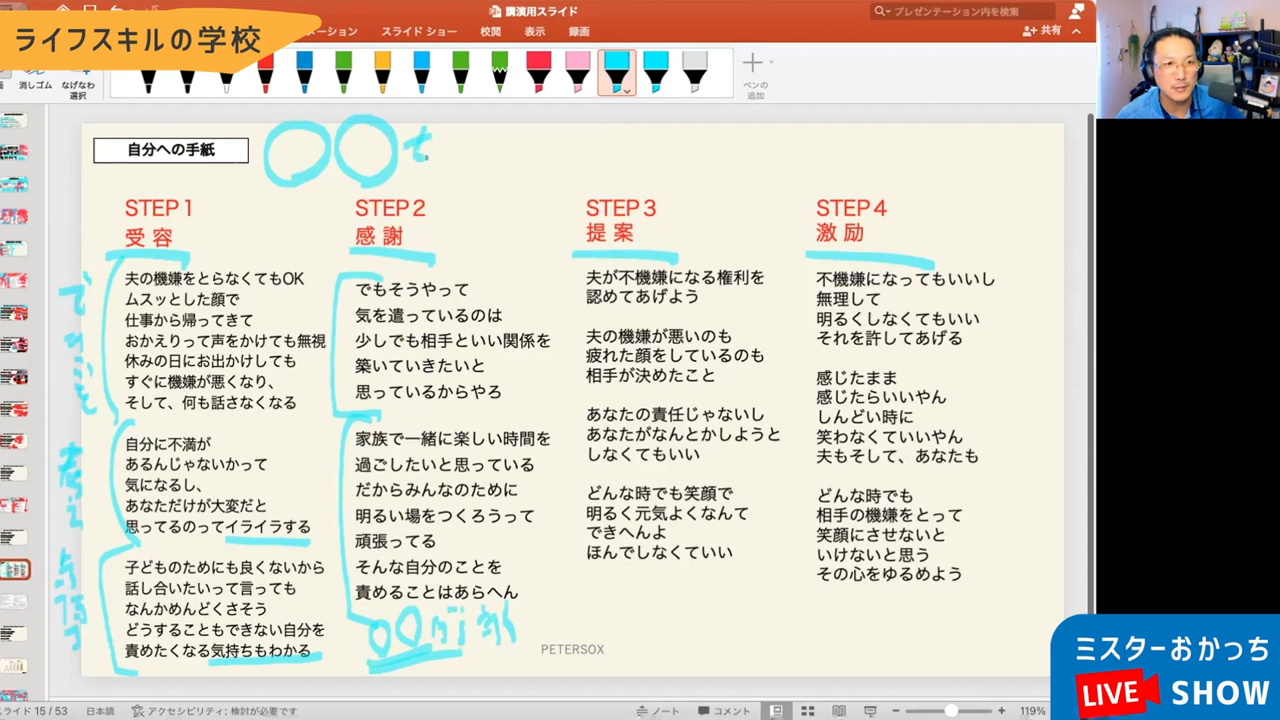 ライフスキルの学校
講演用スライド
プレゼンテーション内を検索
ーション
スライド ショー
校閲
表示
録画
共有
消しゴム
なげなわ
選択
ペンの
追加
自分への手紙
〇〇も
STEP 1
受 容
夫の機嫌をとらなくてもOK
ムスッとした顔で
仕事から帰ってきて
おかえりって声をかけても無視
休みの日にお出かけしても
すぐに機嫌が悪くなり、
そして、何も話さなくなる
自分に不満が
あるんじゃないかって
気になるし、
あなただけが大変だと
思ってるのってイライラする
子どものためにも良くないから
話し合いたいって言っても
なんかめんどくさそう
どうすることもできない自分を
責めたくなる気持ちもわかる
できごと
考え
STEP 2
感 謝
でもそうやって
気を遣っているのは
少しでも相手といい関係を
築いていきたいと
思っているからやろ
家族で一緒に楽しい時間を
過ごしたいと思っている
だからみんなのために
明るい場をつくろうって
頑張ってる
そんな自分のことを
責めることはあらへん
STEP 3
提 案
夫が不機嫌になる権利を
認めてあげよう
夫の機嫌が悪いのも
疲れた顔をしているのも
相手が決めたこと
あなたの責任じゃないし
あなたがなんとかしようと
しなくてもいい
どんな時でも笑顔で
明るく元気よくなんて
できへんよ
ほんでしなくていい
STEP 4
激 励
不機嫌になってもいいし
無理して
明るくしなくてもいい
それを許してあげる
感じたまま
感じたらいいやん
しんどい時に
笑わなくていいやん
夫もそして、あなたも
どんな時でも
相手の機嫌をとって
笑顔にさせないと
いけないと思う
その心をゆるめよう
PETERSOX
ミスターおかっち
LIVE SHOW
スライド 15 / 53
日本語
アクセシビリティ: 検討が必要です
ノート
コメント
119%